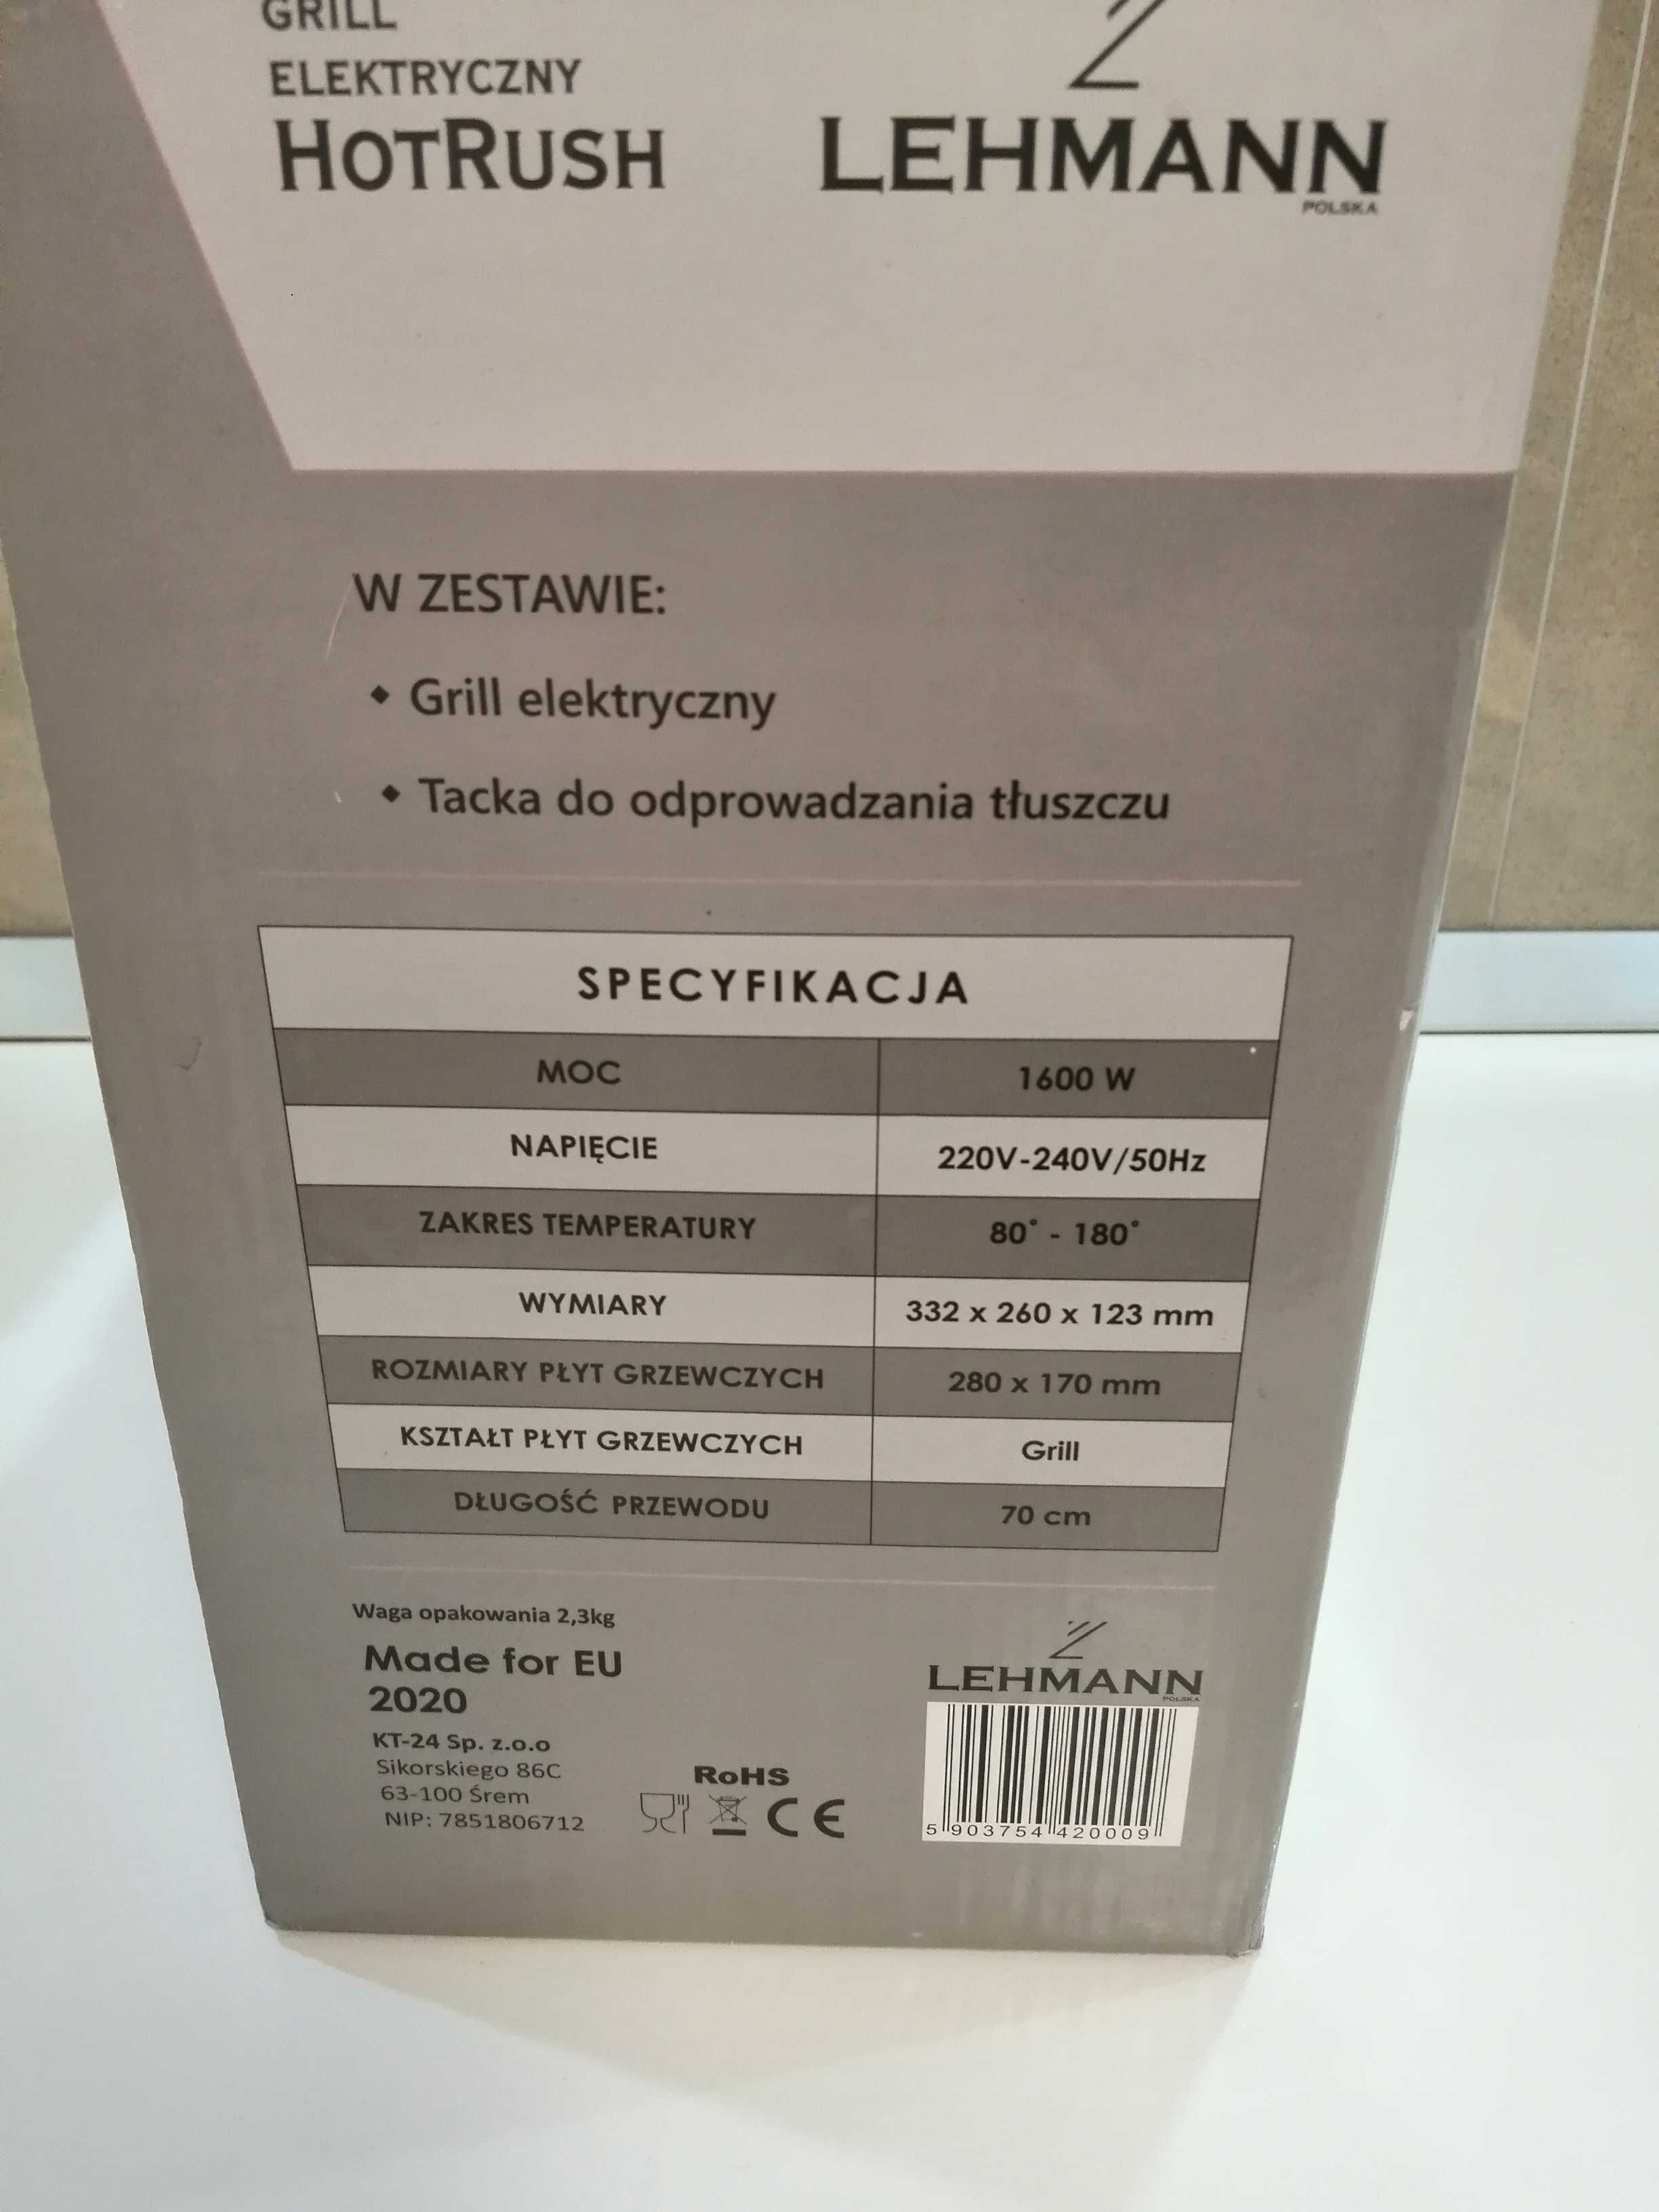 GRILL
ELEKTRYCZNY
HOTRUSH
LEHMANN
POLSKA
W ZESTAWIE:
• Grill elektryczny
• Tacka do odprowadzania tłuszczu
SPECYFIKACJA
MOC 1600 W
NAPIĘCIE 220V-240V/50Hz
ZAKRES TEMPERATURY 80° - 180°
WYMIARY 332 x 260 x 123 mm
ROZMIARY PŁYT GRZEWCZYCH 280 x 170 mm
KSZTAŁT PŁYT GRZEWCZYCH Grill
DŁUGOŚĆ PRZEWODU 70 cm
Waga opakowania 2,3kg
Made for EU
2020
KT-24 Sp. z.o.o
Sikorskiego 86C
63-100 Śrem
NIP: 7851806712
RoHS
CE
LEHMANN
POLSKA
5 903754 420009